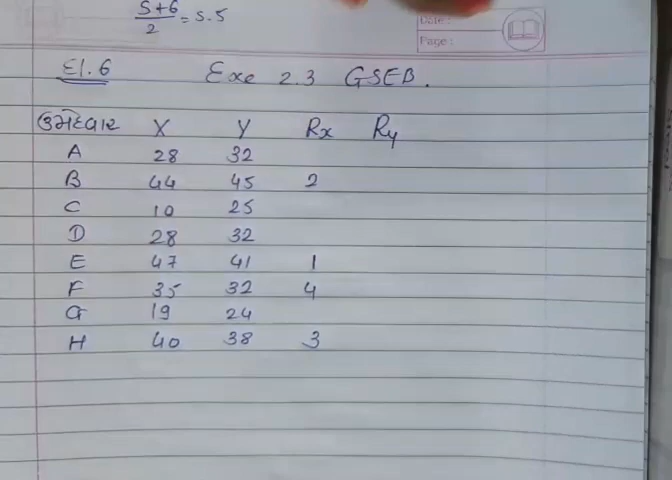 5+6
2
= 5.5
Date :
Page :
દા.6 Exe 2.3 GSEB.
ઉમેદવાર X Y Rx Ry
A 28 32
B 44 45 2
C 10 25
D 28 32
E 47 41 1
F 35 32 4
G 19 24
H 40 38 3